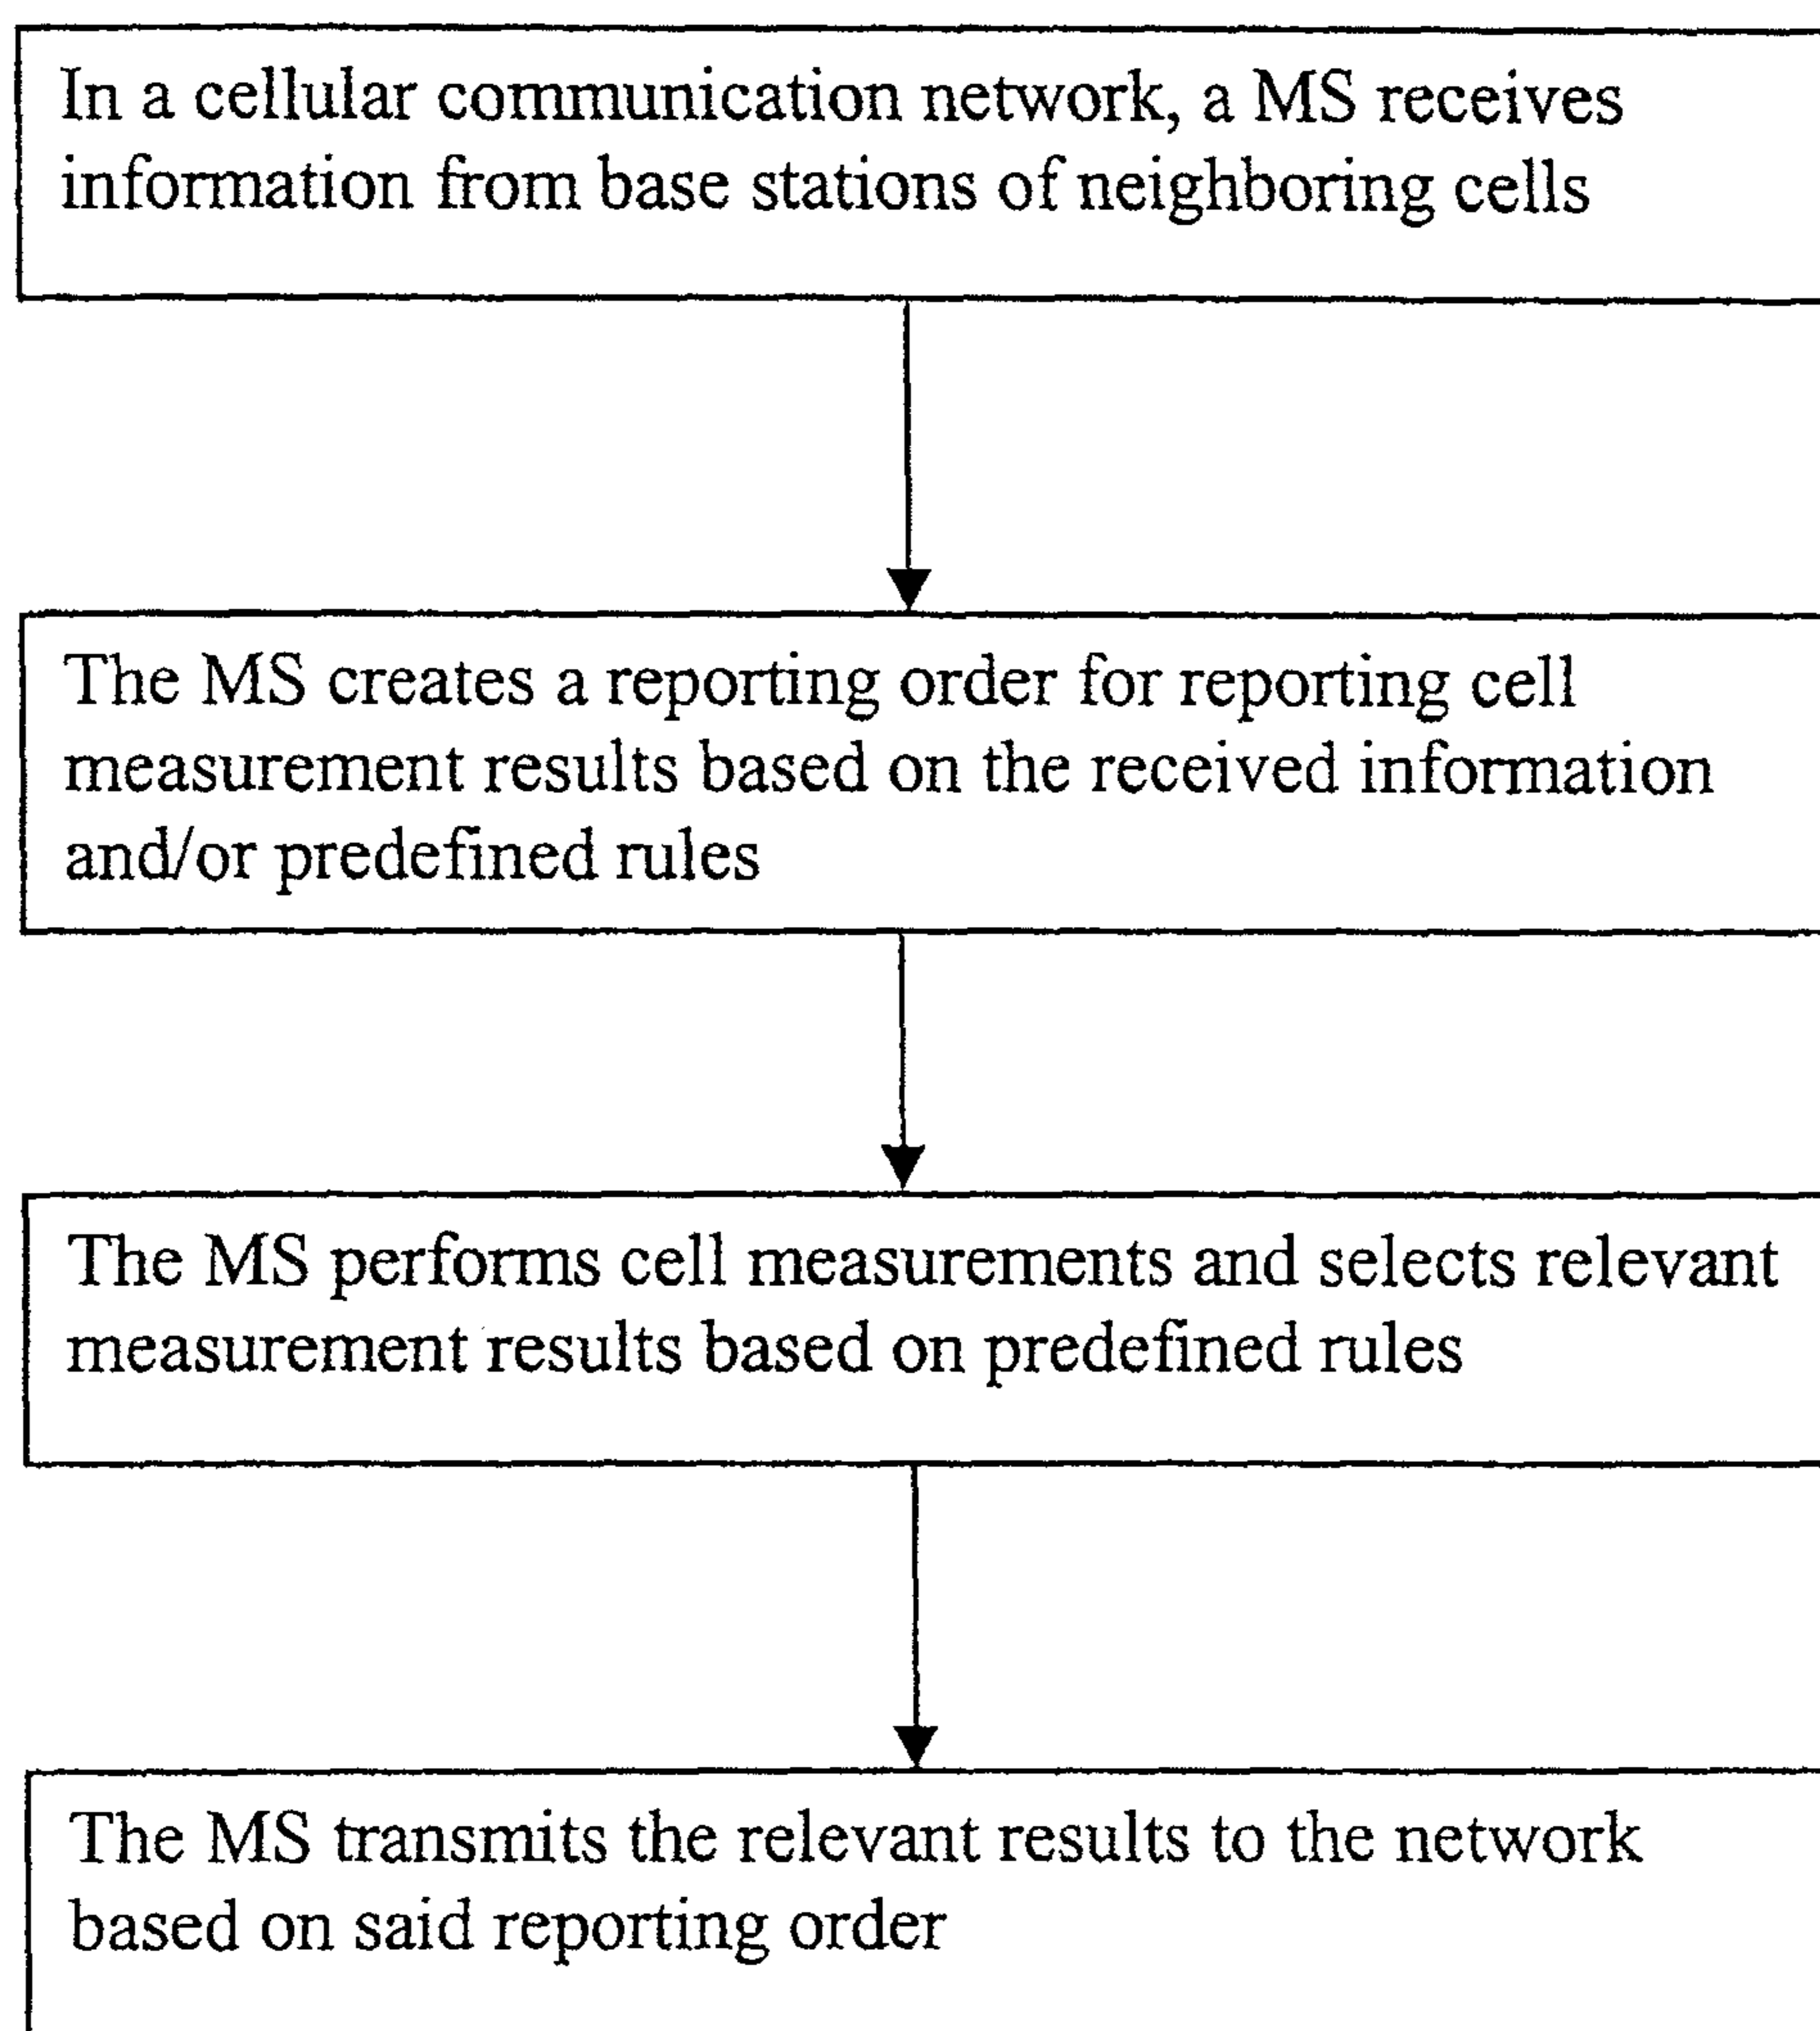 In a cellular communication network, a MS receives
information from base stations of neighboring cells
The MS creates a reporting order for reporting cell
measurement results based on the received information
and/or predefined rules
The MS performs cell measurements and selects relevant
measurement results based on predefined rules
The MS transmits the relevant results to the network
based on said reporting order